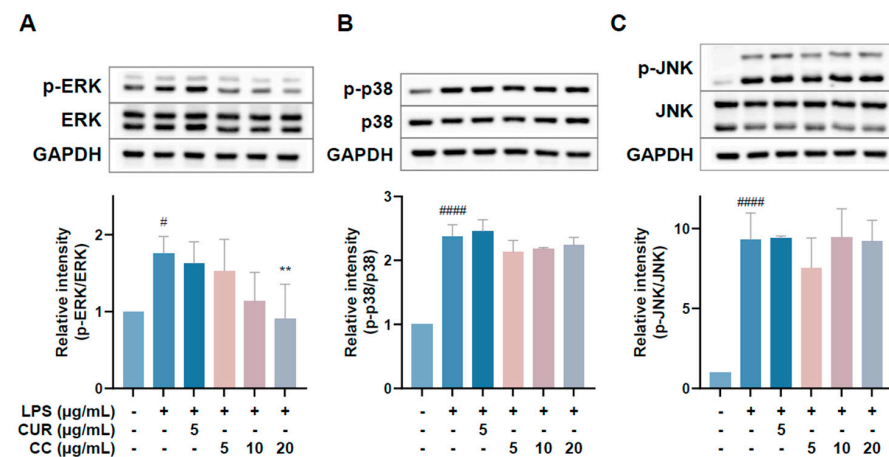 A
B
C
p-ERK
ERK
GAPDH
p-p38
p38
GAPDH
p-JNK
JNK
GAPDH
Relative intensity
(p-ERK/ERK)
2
1
0
#
**
Relative intensity
(p-p38/p38)
3
2
1
0
####
Relative intensity
(p-JNK/JNK)
10
5
0
####
LPS (µg/mL) - + + + + + - + + + + + - + + + + +
CUR (µg/mL) - - 5 - - - - - 5 - - - - - 5 - - -
CC (µg/mL) - - - 5 10 20 - - - 5 10 20 - - - 5 10 20